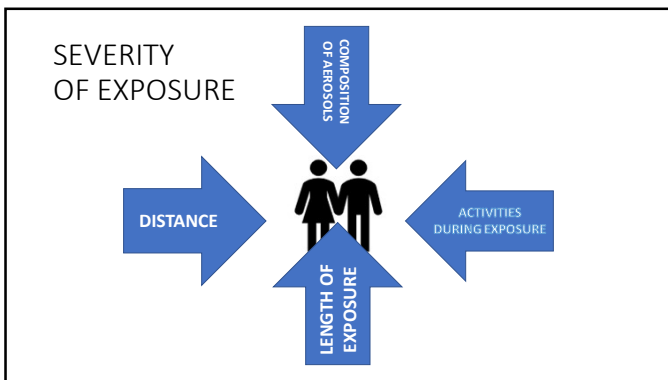 SEVERITY
OF EXPOSURE
COMPOSITION
OF AEROSOLS
DISTANCE
ACTIVITIES
DURING EXPOSURE
LENGTH OF
EXPOSURE